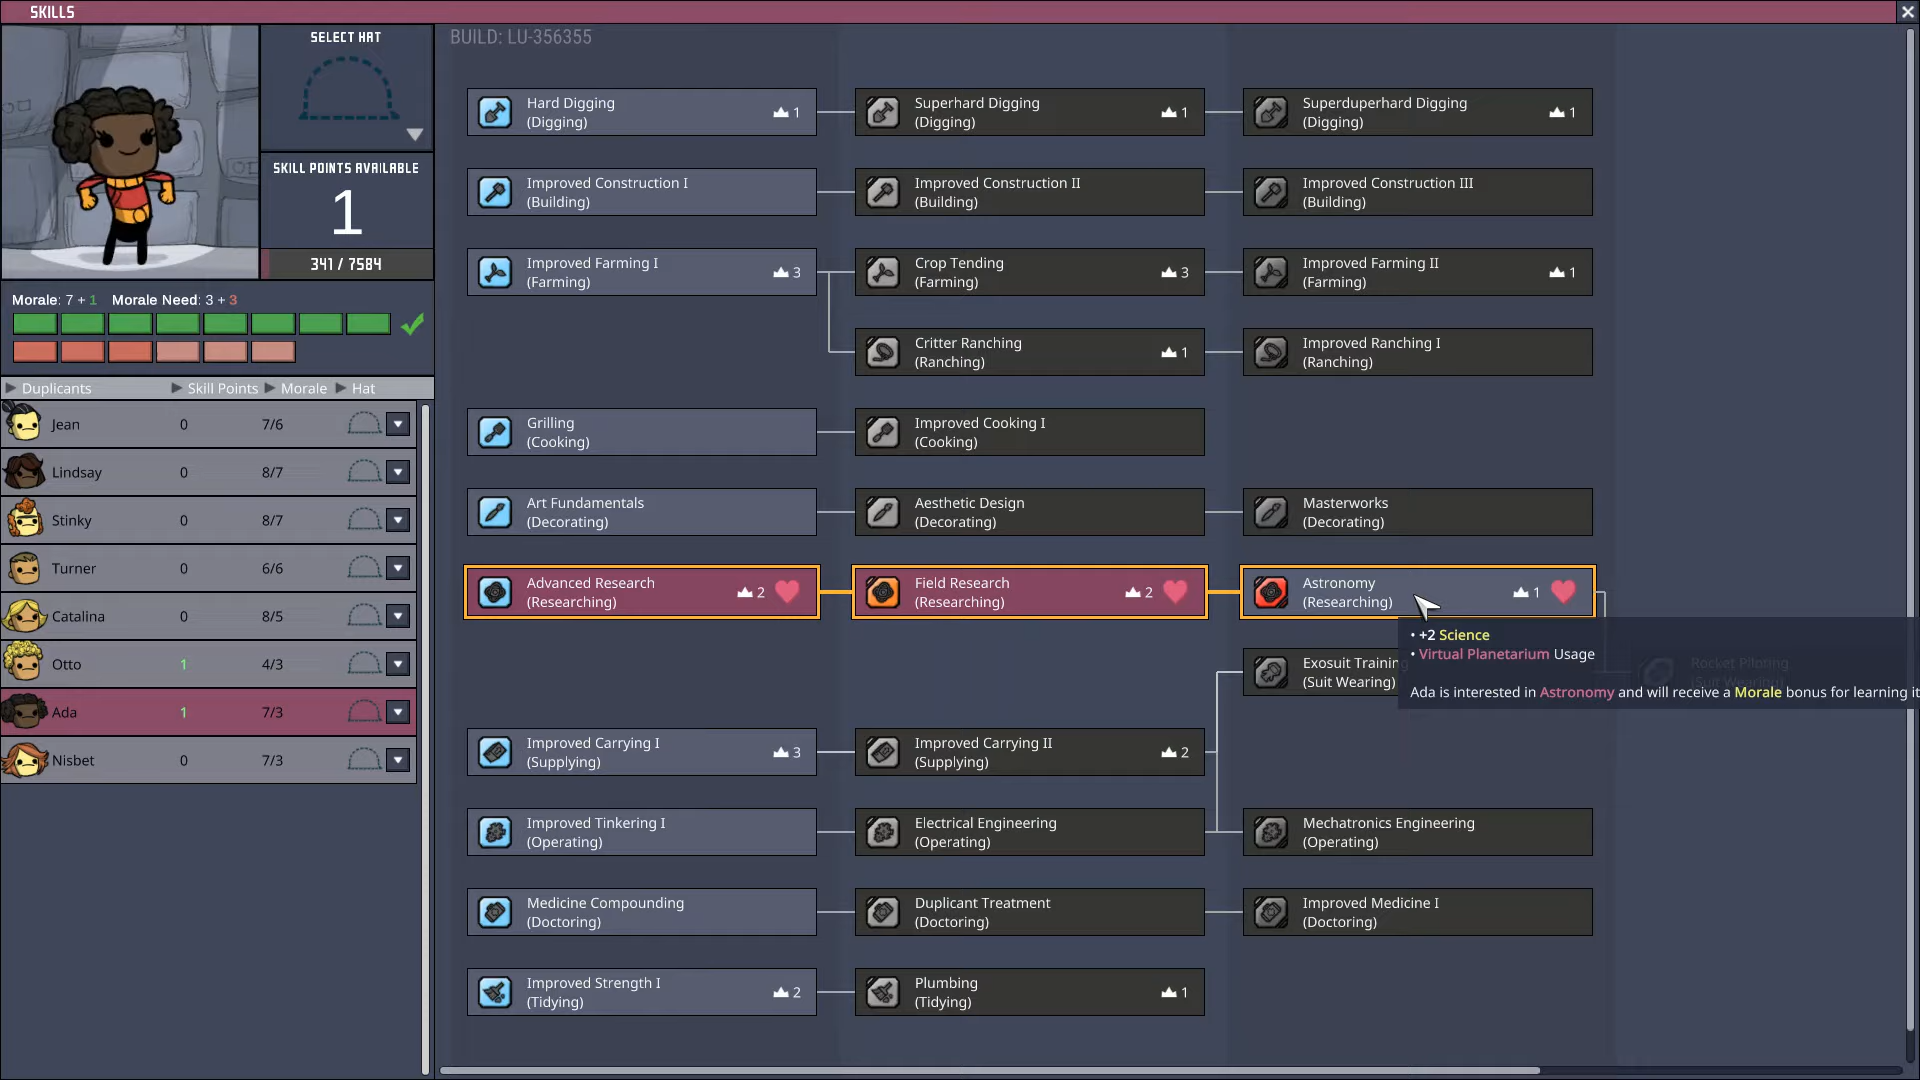 SKILLS
BUILD: LU-356355
SELECT HAT
SKILL POINTS AVAILABLE
1
341 / 7584
Morale: 7 + 1 Morale Need: 3 + 3
Duplicants Skill Points Morale Hat
Jean 0 7/6
Lindsay 0 8/7
Stinky 0 8/7
Turner 0 6/6
Catalina 0 8/5
Otto 1 4/3
Ada 1 7/3
Nisbet 0 7/3
Hard Digging
(Digging)
1
Superhard Digging
(Digging)
1
Superduperhard Digging
(Digging)
1
Improved Construction I
(Building)
Improved Construction II
(Building)
Improved Construction III
(Building)
Improved Farming I
(Farming)
3
Crop Tending
(Farming)
3
Improved Farming II
(Farming)
1
Critter Ranching
(Ranching)
1
Improved Ranching I
(Ranching)
Grilling
(Cooking)
Improved Cooking I
(Cooking)
Art Fundamentals
(Decorating)
Aesthetic Design
(Decorating)
Masterworks
(Decorating)
Advanced Research
(Researching)
2
Field Research
(Researching)
2
Astronomy
(Researching)
1
• +2 Science
• Virtual Planetarium Usage
Ada is interested in Astronomy and will receive a Morale bonus for learning it
Exosuit Training
(Suit Wearing)
Rocket Piloting
(Suit Wearing)
Improved Carrying I
(Supplying)
3
Improved Carrying II
(Supplying)
2
Improved Tinkering I
(Operating)
Electrical Engineering
(Operating)
Mechatronics Engineering
(Operating)
Medicine Compounding
(Doctoring)
Duplicant Treatment
(Doctoring)
Improved Medicine I
(Doctoring)
Improved Strength I
(Tidying)
2
Plumbing
(Tidying)
1